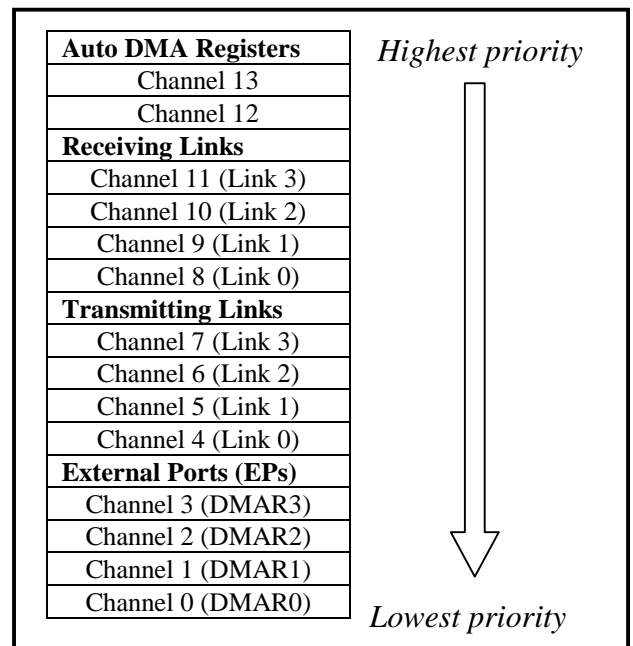 Auto DMA Registers
Highest priority
Channel 13
Channel 12
Receiving Links
Channel 11 (Link 3)
Channel 10 (Link 2)
Channel 9 (Link 1)
Channel 8 (Link 0)
Transmitting Links
Channel 7 (Link 3)
Channel 6 (Link 2)
Channel 5 (Link 1)
Channel 4 (Link 0)
External Ports (EPs)
Channel 3 (DMAR3)
Channel 2 (DMAR2)
Channel 1 (DMAR1)
Channel 0 (DMAR0)
Lowest priority